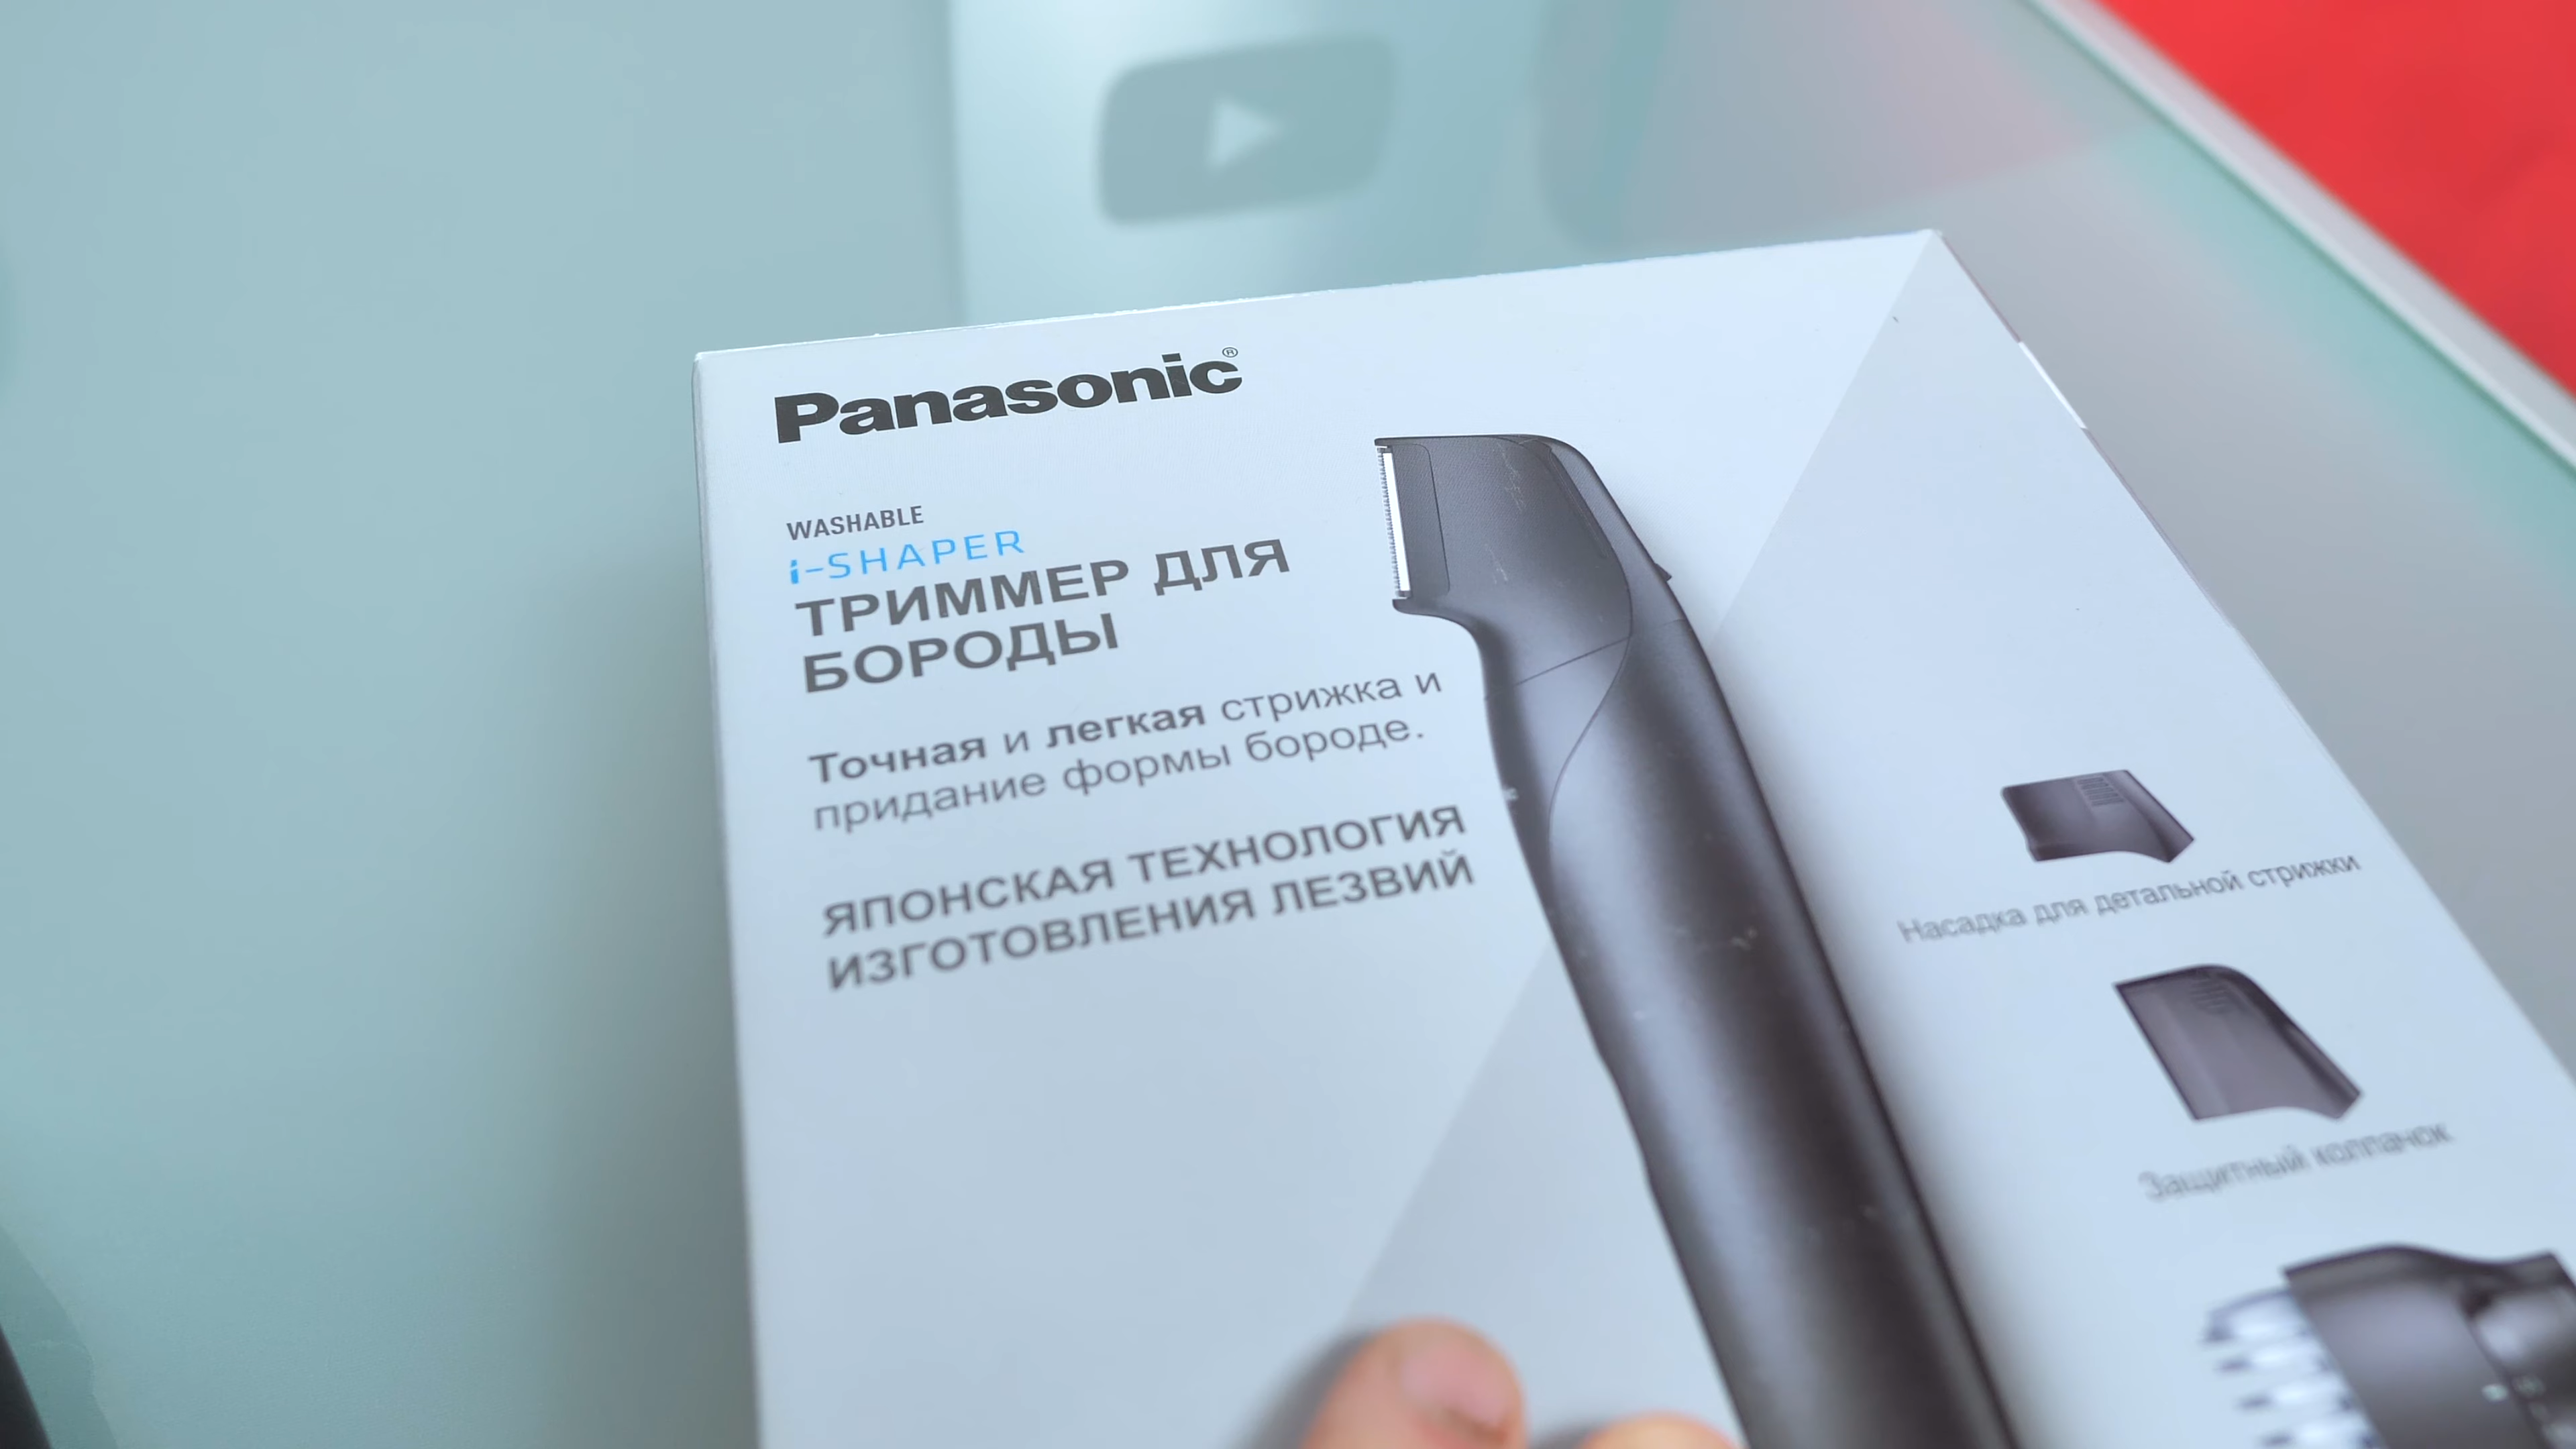 Panasonic®
WASHABLE
i-SHAPER
ТРИММЕР ДЛЯ
БОРОДЫ
Точная и легкая стрижка и
придание формы бороде.
ЯПОНСКАЯ ТЕХНОЛОГИЯ
ИЗГОТОВЛЕНИЯ ЛЕЗВИЙ
Насадка для детальной стрижки
Защитный колпачок